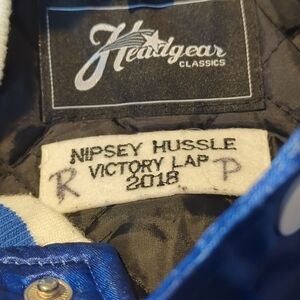 Headgear
CLASSICS
NIPSEY HUSSLE
R VICTORY LAP P
2018